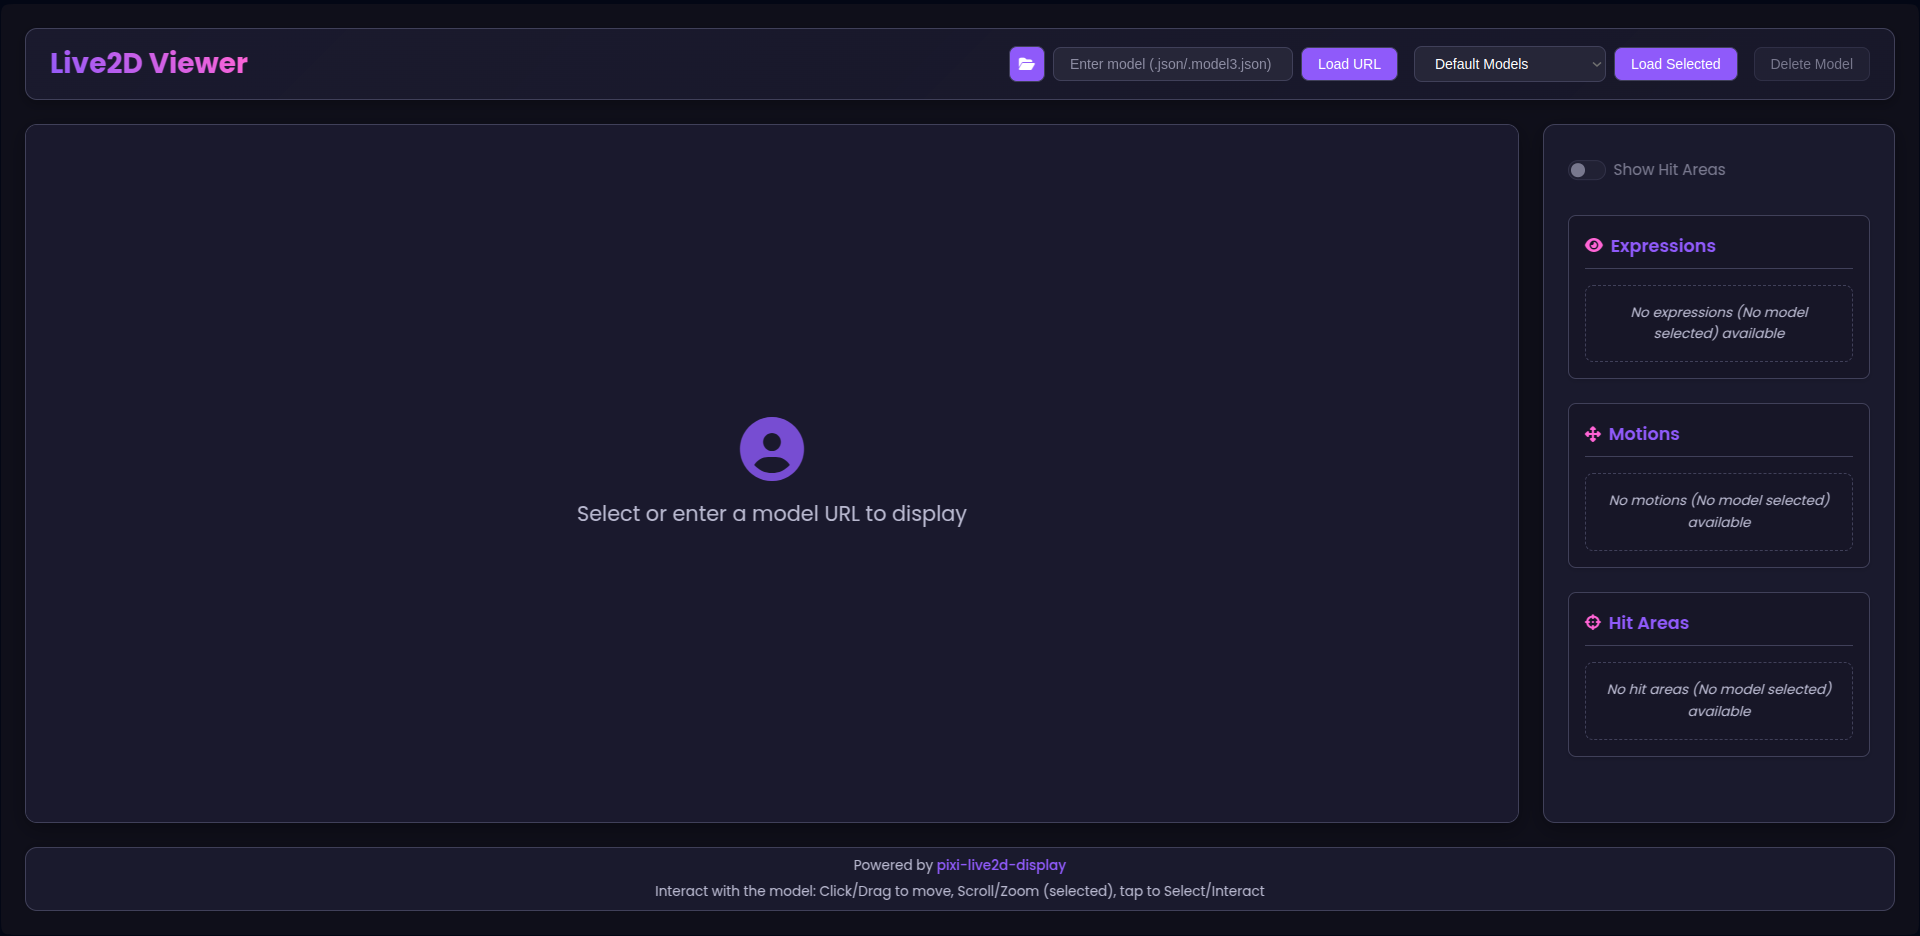 Live2D Viewer
Enter model (.json/.model3.json)
Load URL
Default Models
Load Selected
Delete Model
Select or enter a model URL to display
Show Hit Areas
Expressions
No expressions (No model
selected) available
Motions
No motions (No model selected)
available
Hit Areas
No hit areas (No model selected)
available
Powered by pixi-live2d-display
Interact with the model: Click/Drag to move, Scroll/Zoom (selected), tap to Select/Interact